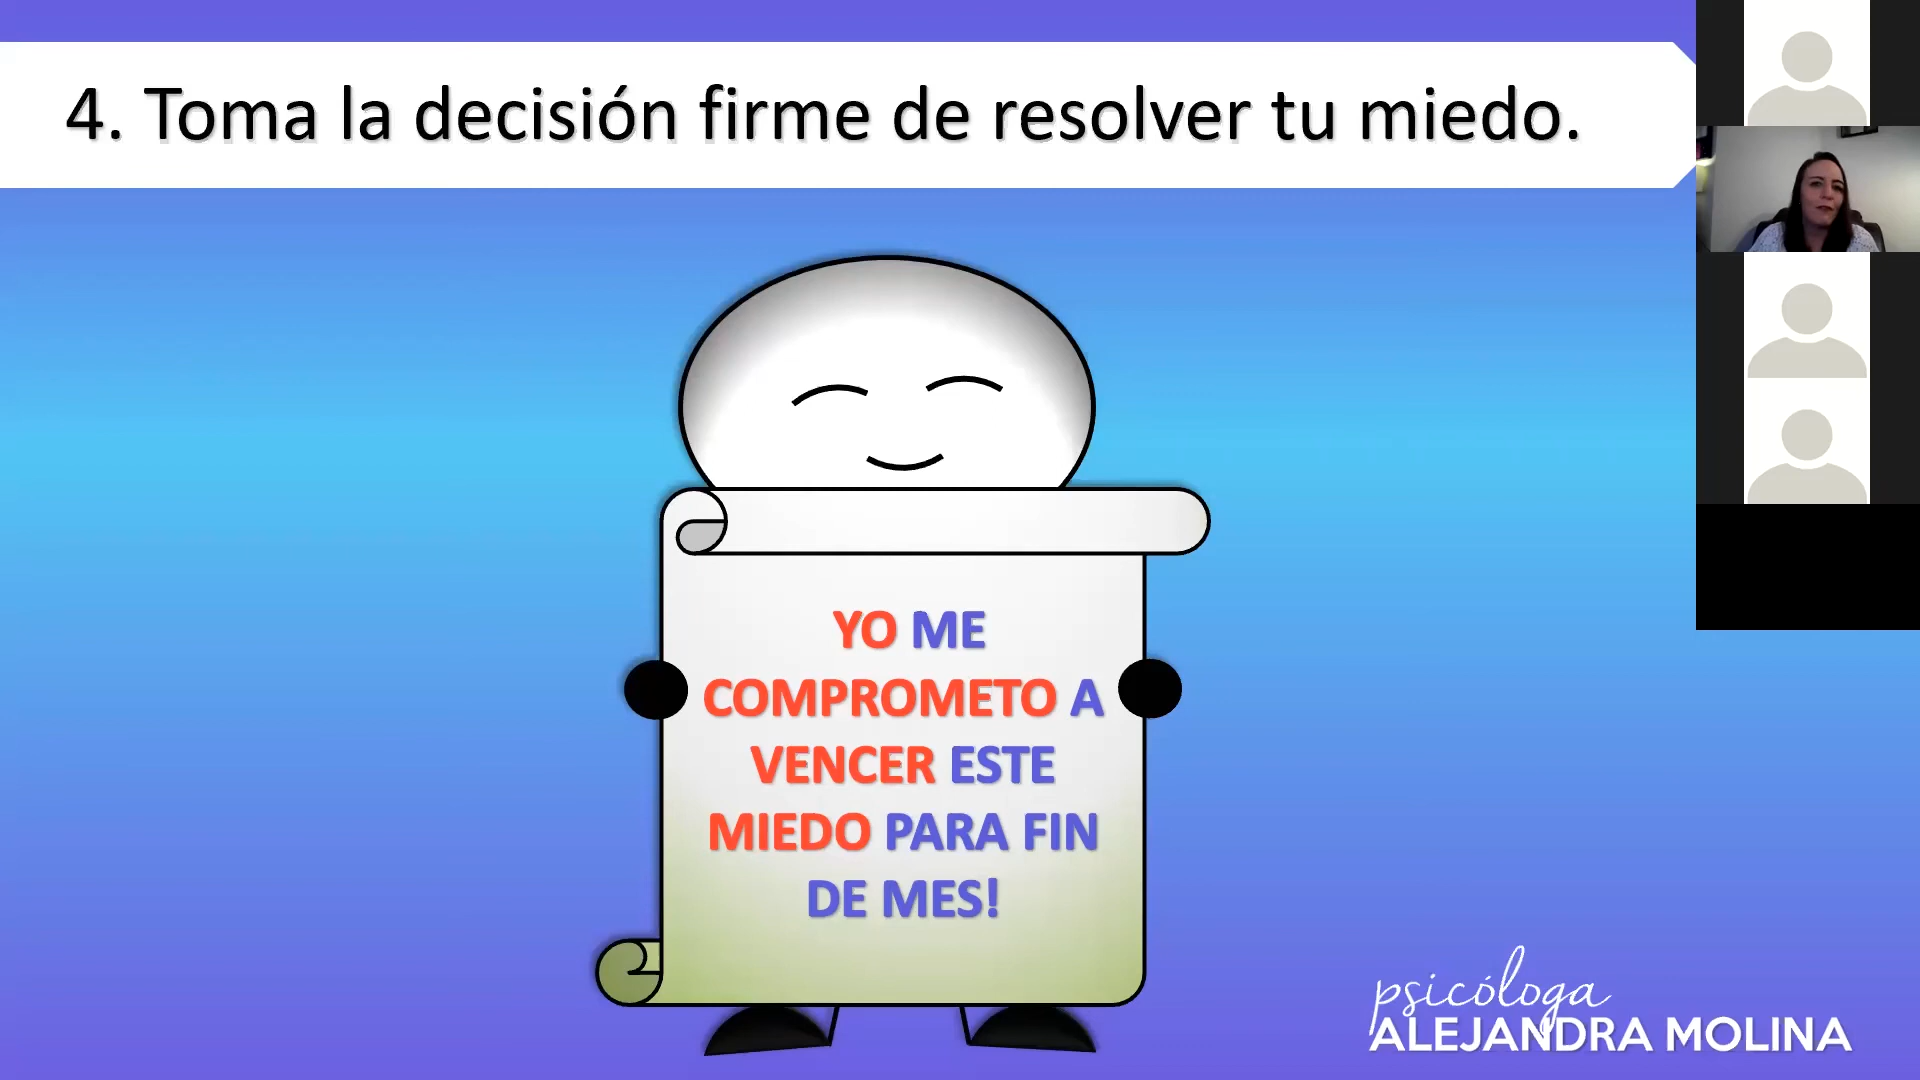 4. Toma la decisión firme de resolver tu miedo.
YO ME
COMPROMETO A
VENCER ESTE
MIEDO PARA FIN
DE MES!
psicóloga
ALEJANDRA MOLINA